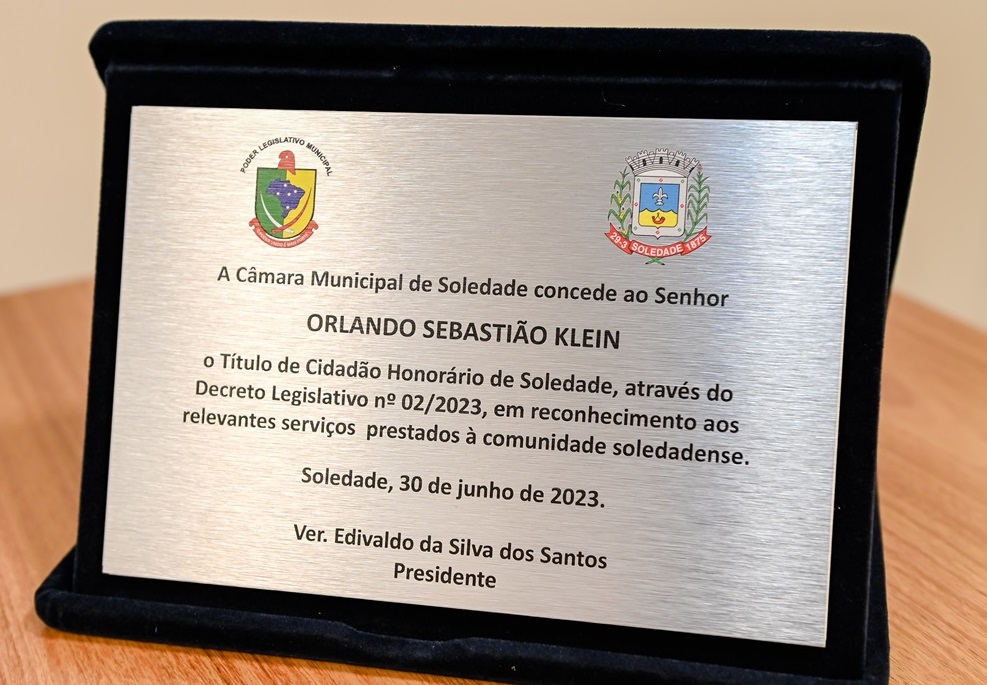 PODER LEGISLATIVO MUNICIPAL
29-3 SOLEDADE 1875
A Câmara Municipal de Soledade concede ao Senhor
ORLANDO SEBASTIÃO KLEIN
o Título de Cidadão Honorário de Soledade, através do
Decreto Legislativo nº 02/2023, em reconhecimento aos
relevantes serviços prestados à comunidade soledadense.
Soledade, 30 de junho de 2023.
Ver. Edivaldo da Silva dos Santos
Presidente